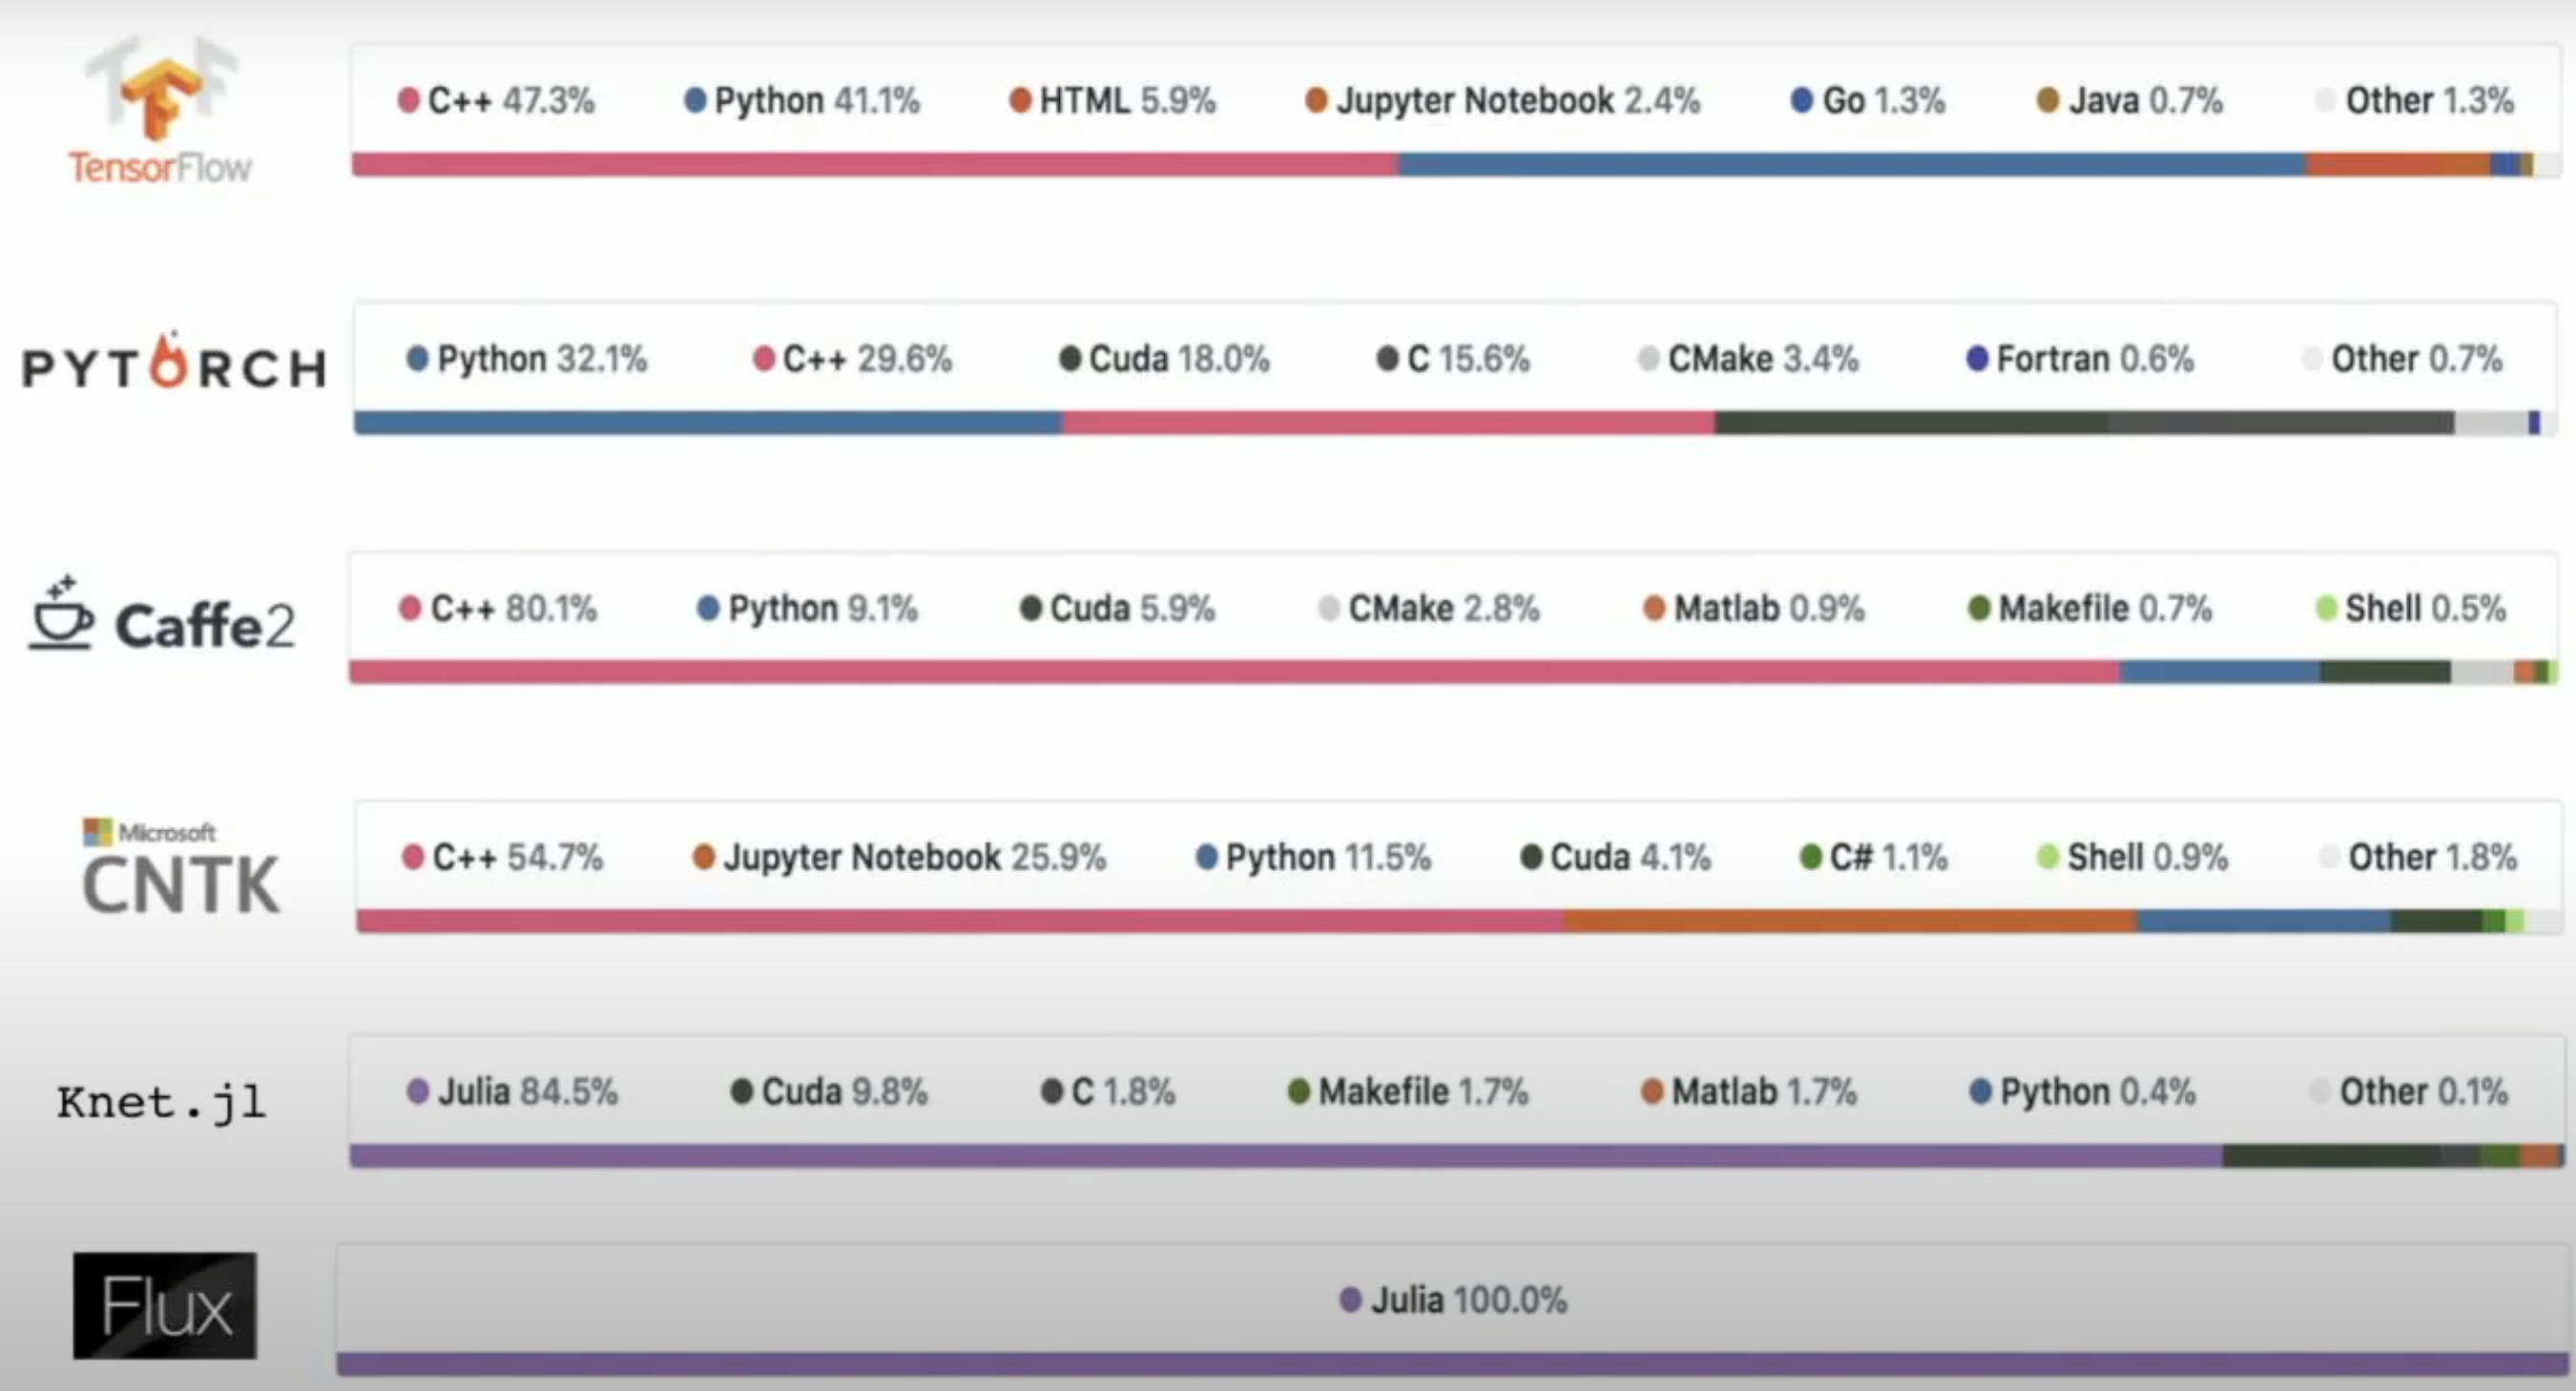 TensorFlow
C++ 47.3% Python 41.1% HTML 5.9% Jupyter Notebook 2.4% Go 1.3% Java 0.7% Other 1.3%
PYTORCH
Python 32.1% C++ 29.6% Cuda 18.0% C 15.6% CMake 3.4% Fortran 0.6% Other 0.7%
Caffe2
C++ 80.1% Python 9.1% Cuda 5.9% CMake 2.8% Matlab 0.9% Makefile 0.7% Shell 0.5%
Microsoft
CNTK
C++ 54.7% Jupyter Notebook 25.9% Python 11.5% Cuda 4.1% C# 1.1% Shell 0.9% Other 1.8%
Knet.jl
Julia 84.5% Cuda 9.8% C 1.8% Makefile 1.7% Matlab 1.7% Python 0.4% Other 0.1%
Flux
Julia 100.0%